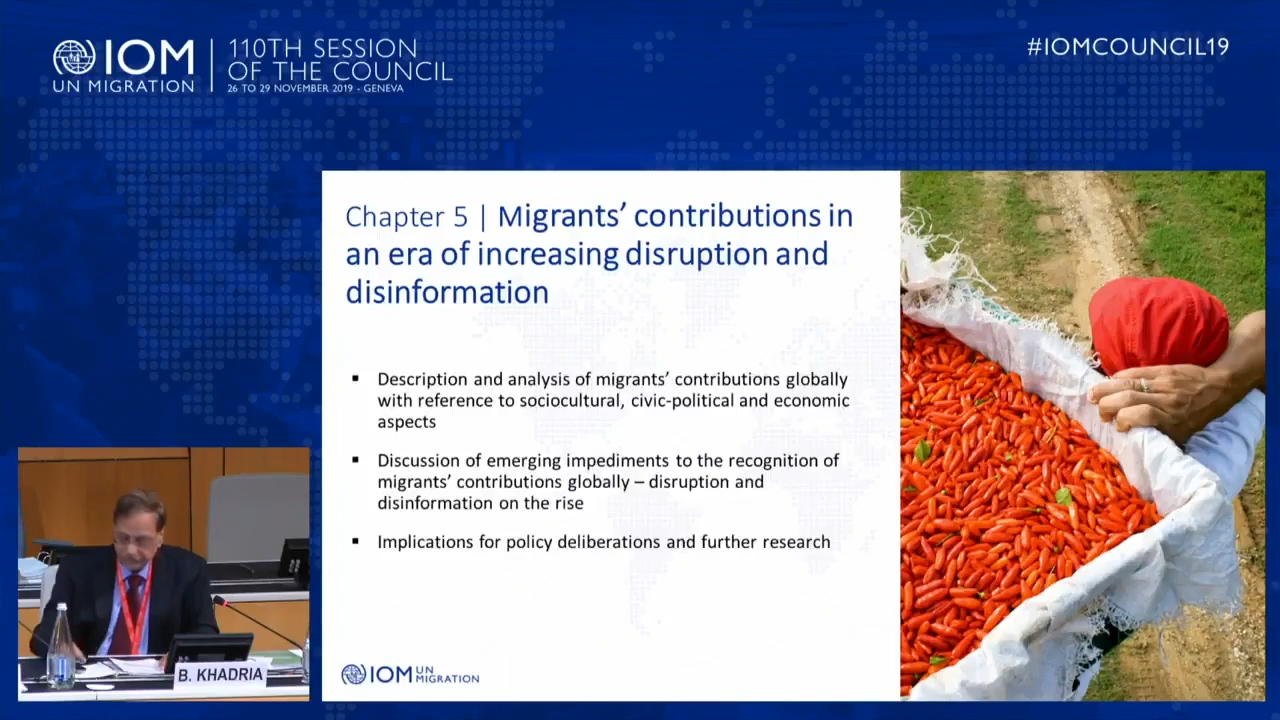 IOM
UN MIGRATION
110TH SESSION
OF THE COUNCIL
26 TO 29 NOVEMBER 2019 - GENEVA
#IOMCOUNCIL19
Chapter 5 | Migrants’ contributions in
an era of increasing disruption and
disinformation
▪ Description and analysis of migrants’ contributions globally
with reference to sociocultural, civic-political and economic
aspects
▪ Discussion of emerging impediments to the recognition of
migrants’ contributions globally – disruption and
disinformation on the rise
▪ Implications for policy deliberations and further research
IOM UN
MIGRATION
B. KHADRIA